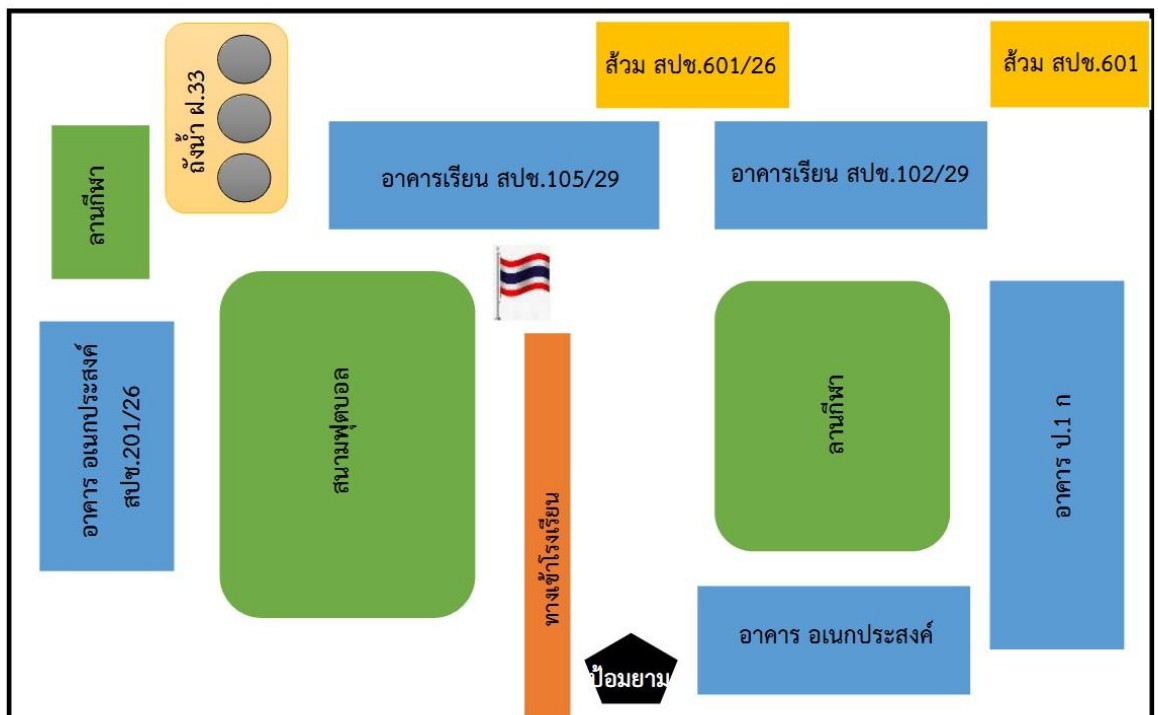 ส้วม สปช.601/26
ส้วม สปช.601
ถังน้ำ ฝ.33
อาคารเรียน สปช.105/29
อาคารเรียน สปช.102/29
ลานกีฬา
อาคาร อเนกประสงค์
สปช.201/26
สนามฟุตบอล
ทางเข้าโรงเรียน
ลานกีฬา
อาคาร ป.1 ก
อาคาร อเนกประสงค์
ป้อมยาม